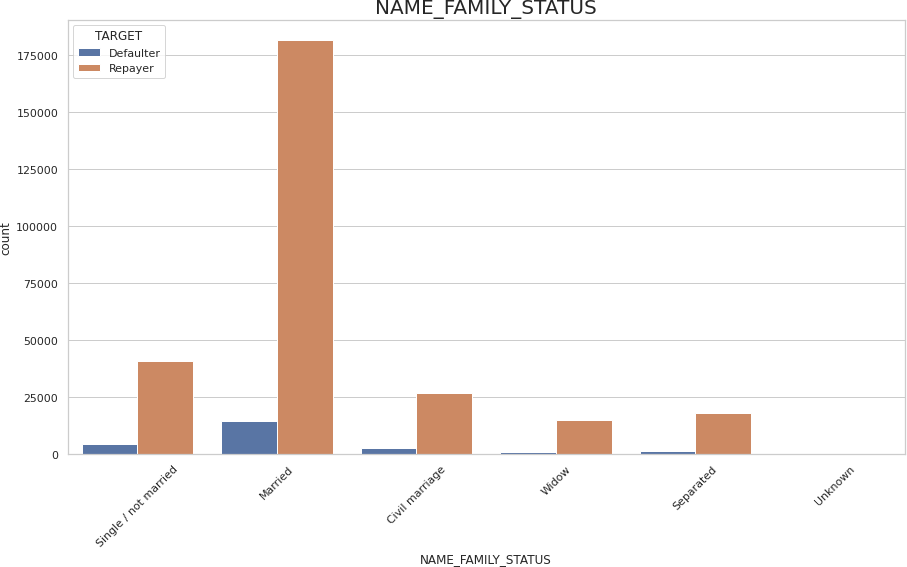 NAME_FAMILY_STATUS
TARGET
Defaulter
Repayer
175000
150000
125000
100000
75000
50000
25000
0
count
Single / not married
Married
Civil marriage
Widow
Separated
Unknown
NAME_FAMILY_STATUS